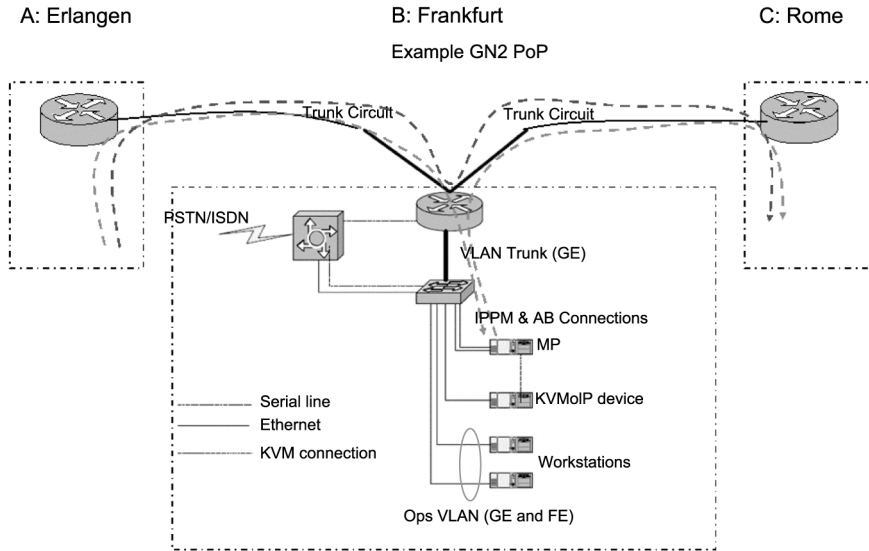 A: Erlangen
B: Frankfurt
C: Rome
Example GN2 PoP
Trunk Circuit
Trunk Circuit
PSTN/ISDN
VLAN Trunk (GE)
IPPM & AB Connections
MP
KVMoIP device
Serial line
Ethernet
KVM connection
Workstations
Ops VLAN (GE and FE)